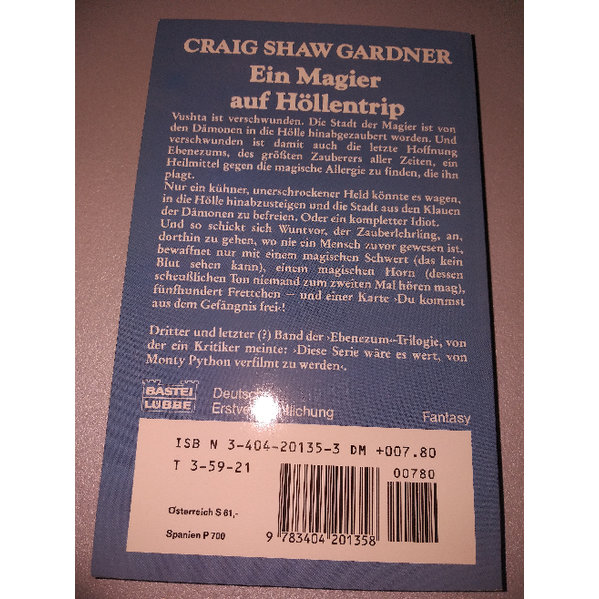 CRAIG SHAW GARDNER
Ein Magier
auf Höllentrip
Vushta ist verschwunden. Die Stadt der Magier ist von
den Dämonen in die Hölle hinabgezaubert worden. Und
verschwunden ist damit auch die letzte Hoffnung
Ebenezums, des größten Zauberers aller Zeiten, ein
Heilmittel gegen die magische Allergie zu finden, die ihn
plagt.
Nur ein kühner, unerschrockener Held könnte es wagen,
in die Hölle hinabzusteigen und die Stadt aus den Klauen
der Dämonen zu befreien. Oder ein kompletter Idiot.
Und so schickt sich Wuntvor, der Zauberlehrling, an,
dorthin zu gehen, wo nie ein Mensch zuvor gewesen ist,
bewaffnet nur mit einem magischen Schwert (das kein
Blut sehen kann), einem magischen Horn (dessen
scheußlichen Ton niemand zum zweiten Mal hören mag),
fünfhundert Frettchen – und einer Karte ›Du kommst
aus dem Gefängnis frei‹!
Dritter und letzter (?) Band der ›Ebenezum‹-Trilogie, von
der ein Kritiker meinte: ›Diese Serie wäre es wert, von
Monty Python verfilmt zu werden‹.
BASTEI
LÜBBE
Deutsche
Fantasy
ISB N 3-404-20135-3 DM +007.80
T 3-59-21
00780
Österreich S 61,-
Spanien P 700
9 783404 201358